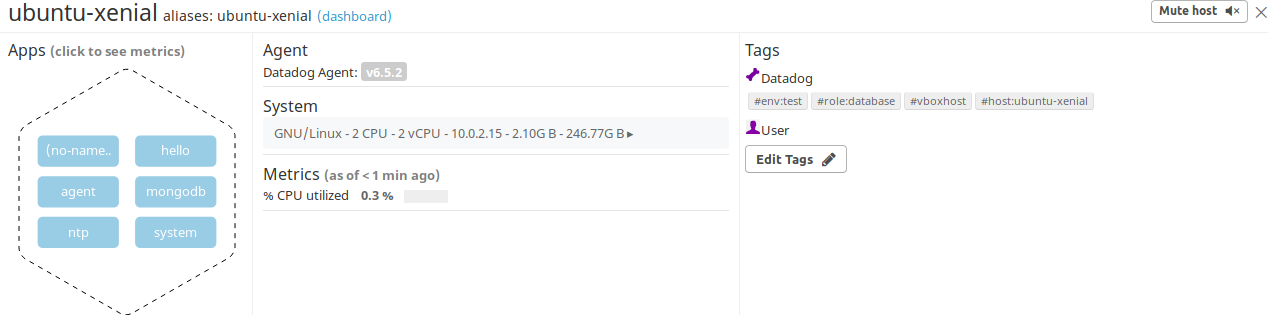 ubuntu-xenial aliases: ubuntu-xenial (dashboard)
Mute host
Apps (click to see metrics)
(no-name..
hello
agent
mongodb
ntp
system
Agent
Datadog Agent: v6.5.2
System
GNU/Linux - 2 CPU - 2 vCPU - 10.0.2.15 - 2.10G B - 246.77G B ▸
Metrics (as of < 1 min ago)
% CPU utilized 0.3 %
Tags
Datadog
#env:test #role:database #vboxhost #host:ubuntu-xenial
User
Edit Tags